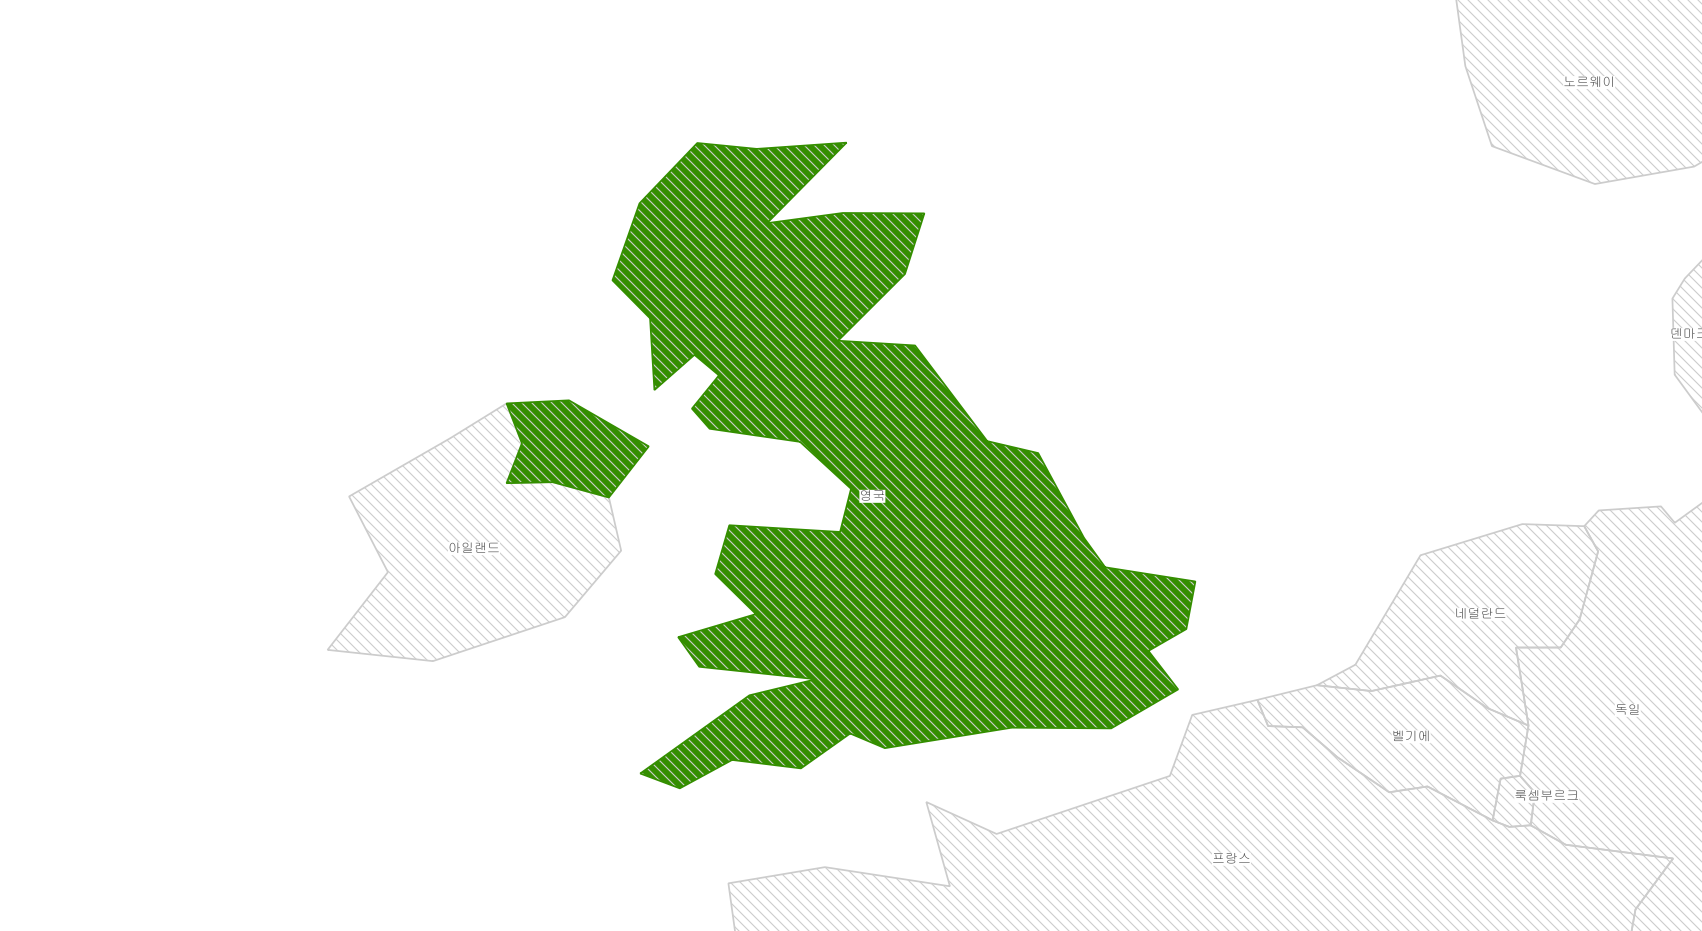 노르웨이
덴마크
영국
아일랜드
네덜란드
독일
벨기에
룩셈부르크
프랑스